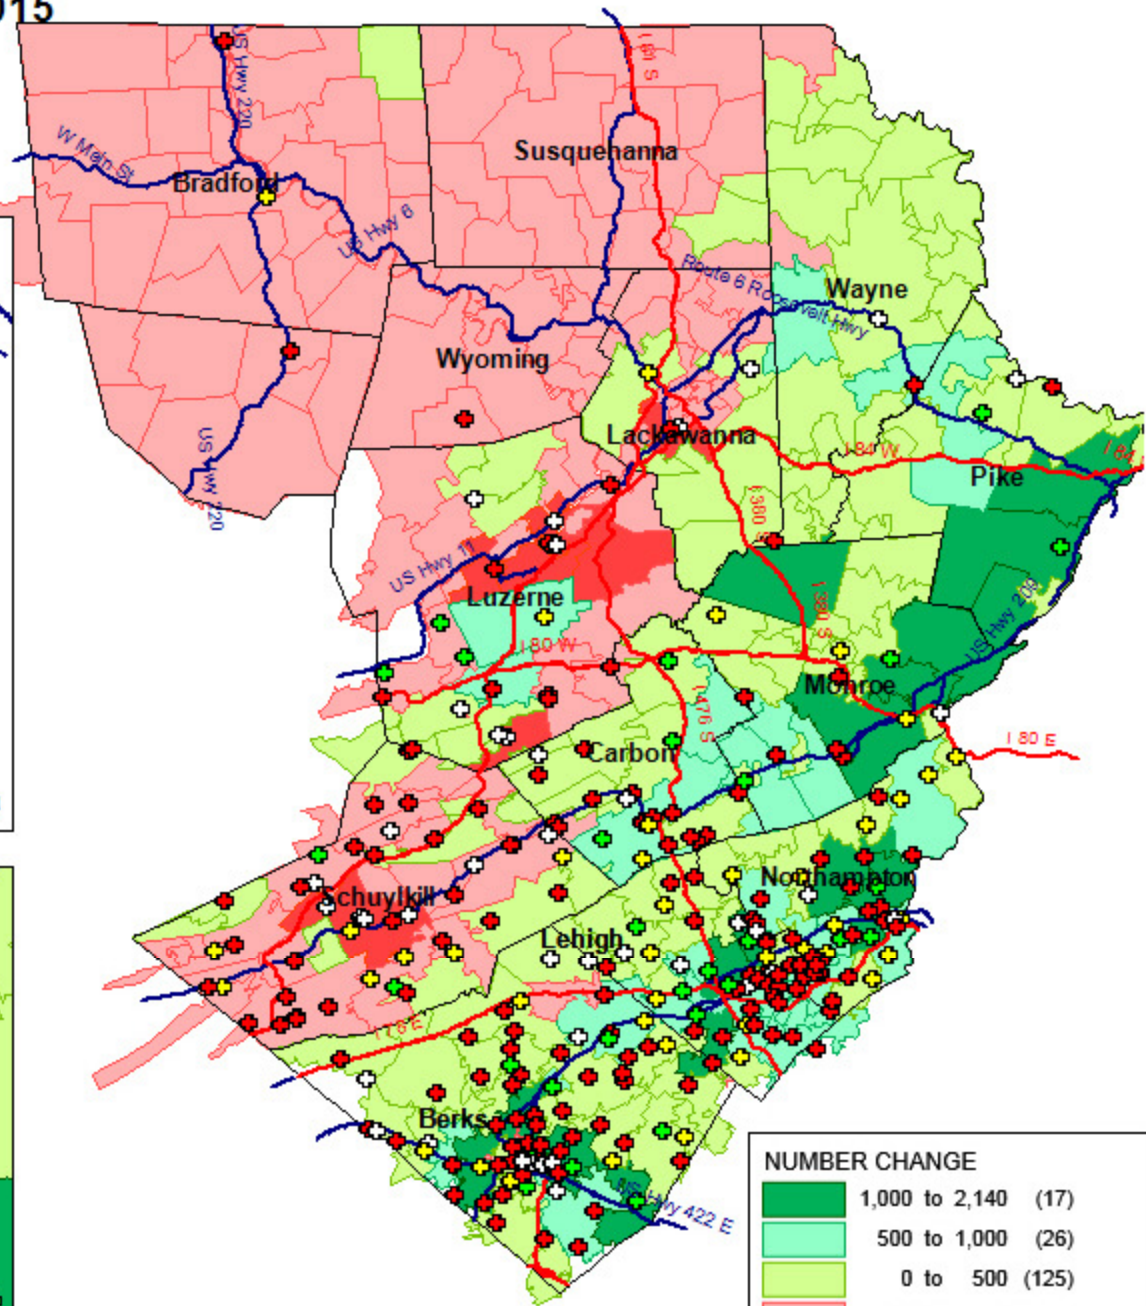 015
US Hwy 220
I 81 S
W Main St
Susquehanna
Bradford
US Hwy 6
Route 6 Roosevelt Hwy
Wayne
Wyoming
Lackawanna
I 84 W
I 84
Pike
US Hwy 220
I 380 S
US Hwy 11
Luzerne
I 380 S
US Hwy 209
I 80 W
Monroe
I 476 S
Carbon
I 80 E
Northampton
Schuylkill
Lehigh
I 78 E
Berks
US Hwy 422 E
NUMBER CHANGE
1,000 to 2,140 (17)
500 to 1,000 (26)
0 to 500 (125)